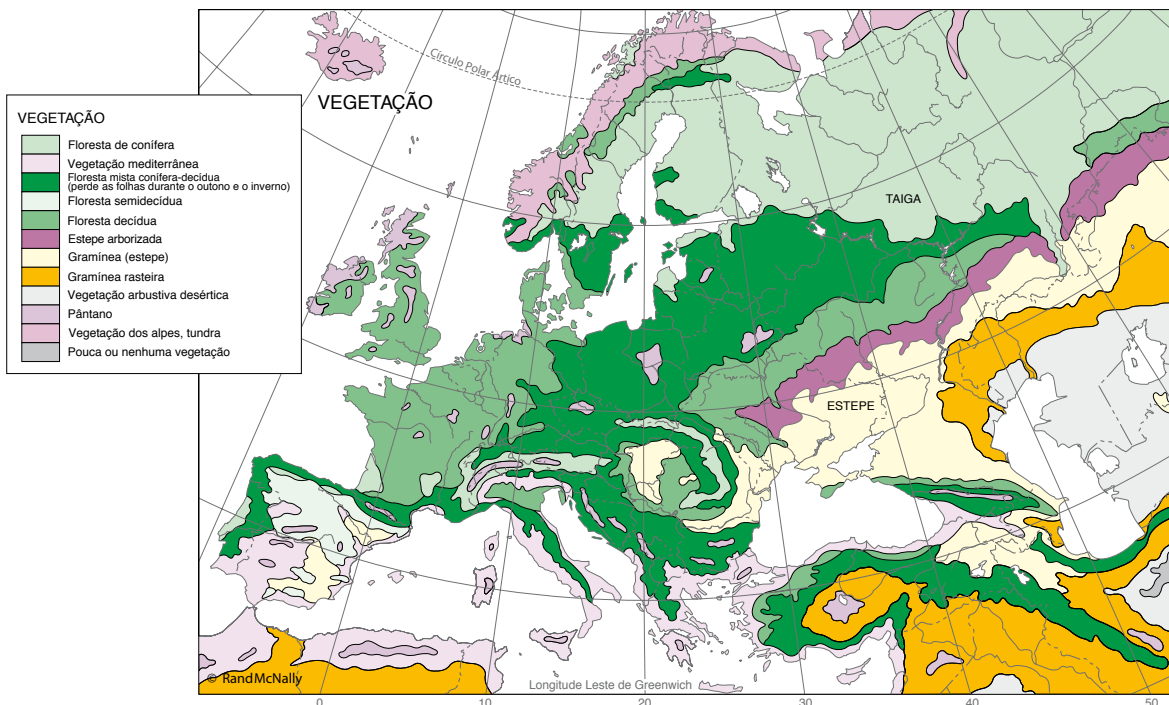 Círculo Polar Ártico
VEGETAÇÃO
VEGETAÇÃO
Floresta de conífera
Vegetação mediterrânea
Floresta mista conífera-decídua
(perde as folhas durante o outono e o inverno)
Floresta semidecídua
Floresta decídua
Estepe arborizada
Gramínea (estepe)
Gramínea rasteira
Vegetação arbustiva desértica
Pântano
Vegetação dos alpes, tundra
Pouca ou nenhuma vegetação
TAIGA
ESTEPE
© RandMcNally
Longitude Leste de Greenwich
0 10 20 30 40 50